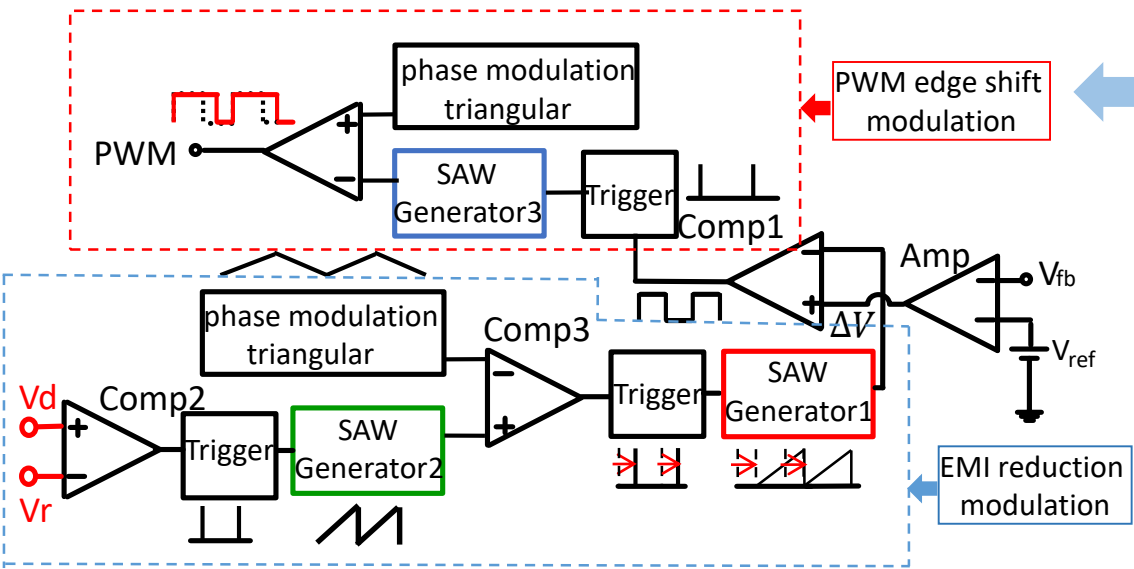 phase modulation
triangular
PWM edge shift
modulation
PWM
+
−
SAW
Generator3
Trigger
Comp1
−
+
Amp
Vfb
ΔV
Vref
phase modulation
triangular
Comp3
−
+
Trigger
SAW
Generator1
Vd
Comp2
+
−
Vr
Trigger
SAW
Generator2
EMI reduction
modulation